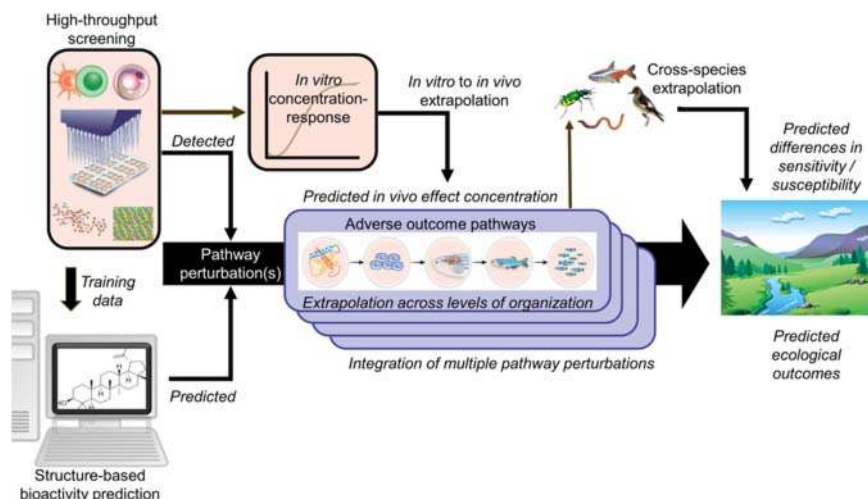 High-throughput
screening
In vitro
concentration-
response
In vitro to in vivo
extrapolation
Cross-species
extrapolation
Detected
Predicted
differences in
sensitivity /
susceptibility
Predicted in vivo effect concentration
Adverse outcome pathways
Pathway
perturbation(s)
Extrapolation across levels of organization
Training
data
Integration of multiple pathway perturbations
Predicted
ecological
outcomes
H
H
H
H
HO
Predicted
Structure-based
bioactivity prediction